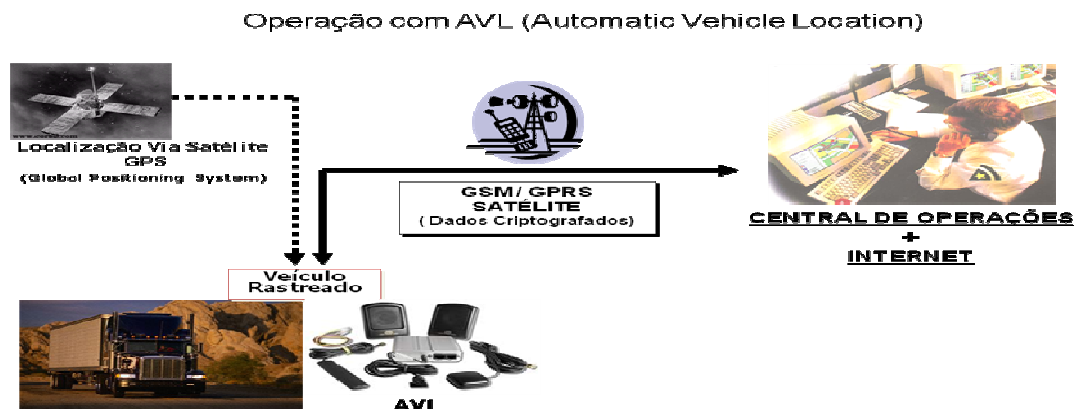 Operação com AVL (Automatic Vehicle Location)
Localização Via Satélite
GPS
(Global Positioning System)
GSM/ GPRS
SATÉLITE
( Dados Criptografados)
CENTRAL DE OPERAÇÕES
+
INTERNET
Veículo
Rastreado
AVL